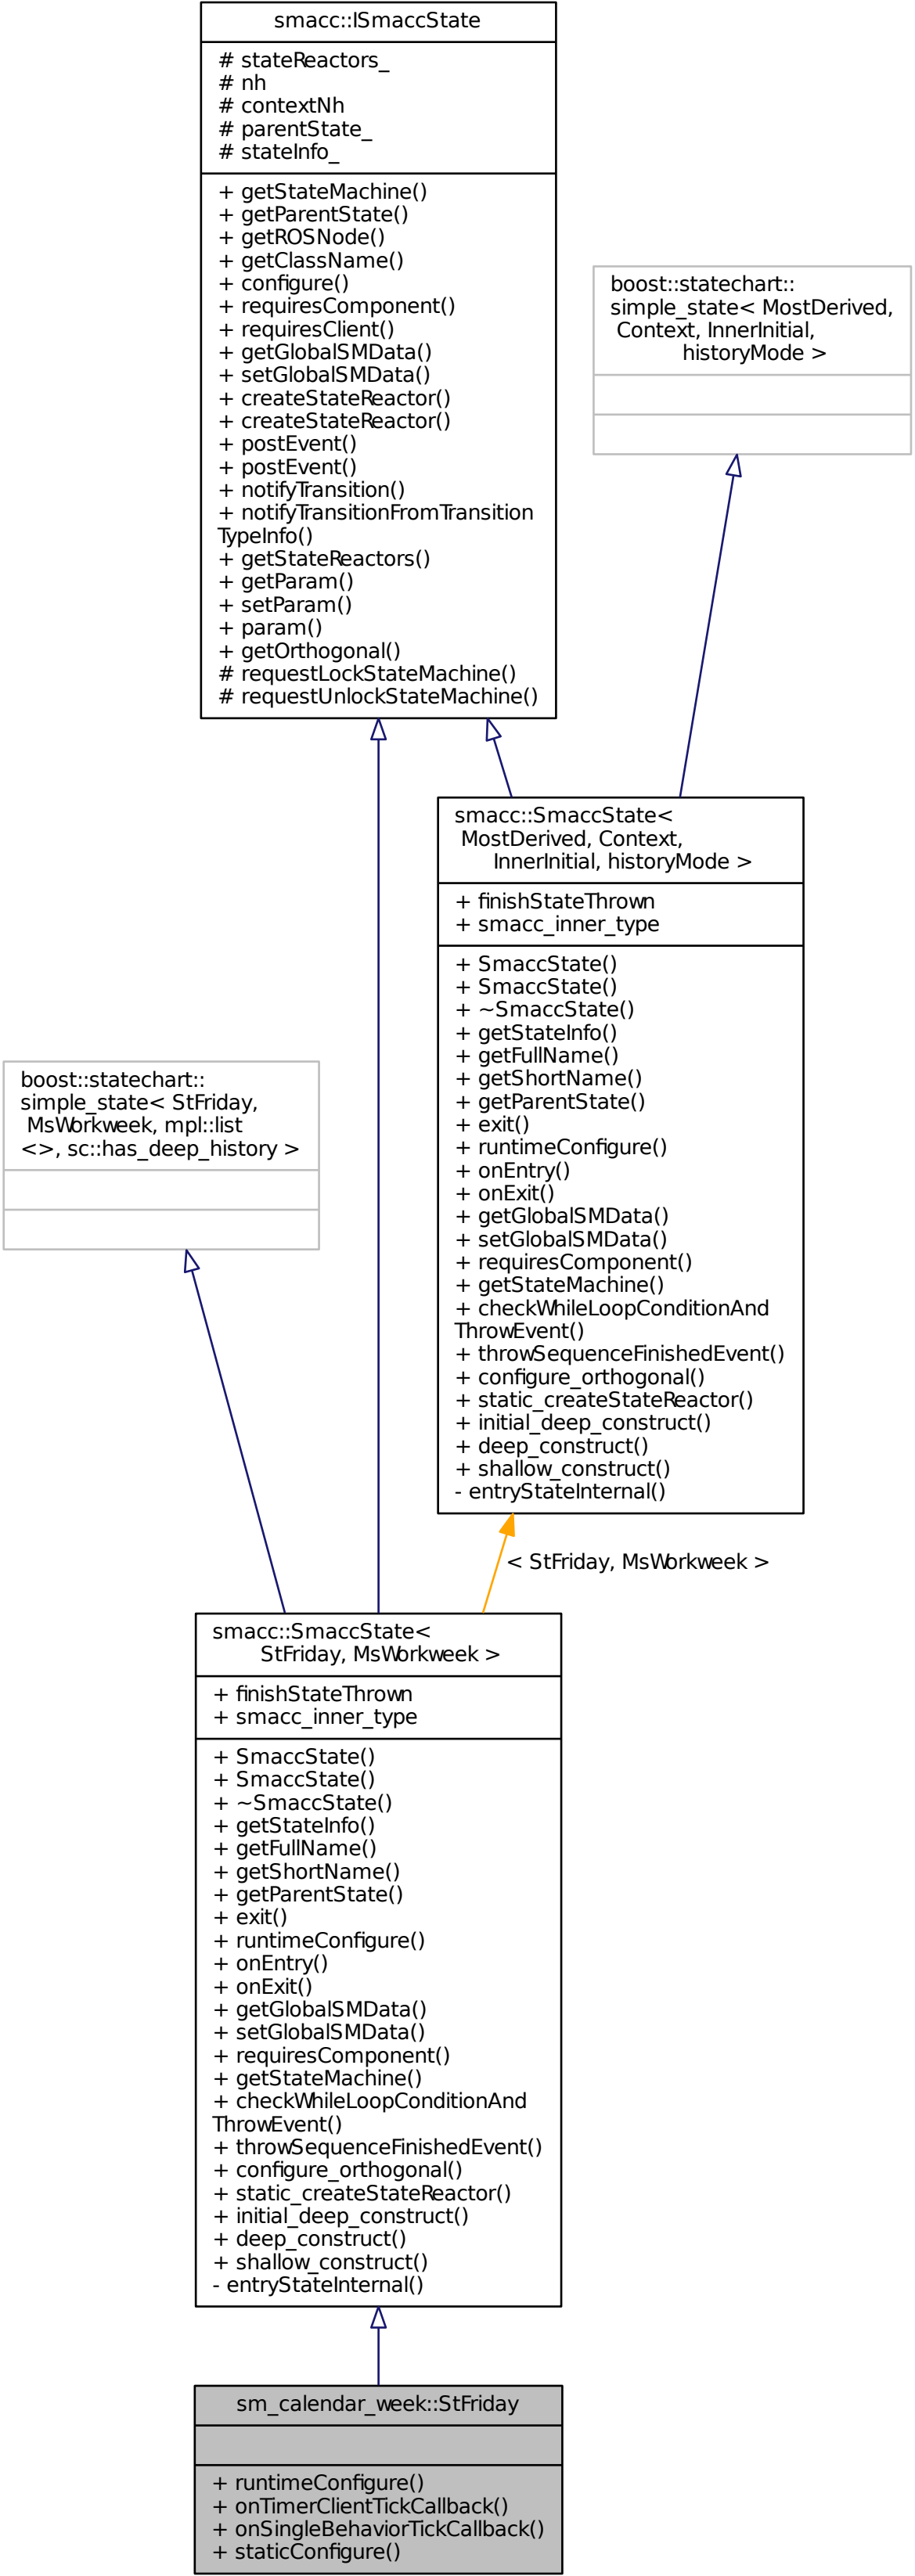 smacc::ISmaccState
# stateReactors_
# nh
# contextNh
# parentState_
# stateInfo_
+ getStateMachine()
+ getParentState()
+ getROSNode()
+ getClassName()
+ configure()
+ requiresComponent()
+ requiresClient()
+ getGlobalSMData()
+ setGlobalSMData()
+ createStateReactor()
+ createStateReactor()
+ postEvent()
+ postEvent()
+ notifyTransition()
+ notifyTransitionFromTransition
TypeInfo()
+ getStateReactors()
+ getParam()
+ setParam()
+ param()
+ getOrthogonal()
# requestLockStateMachine()
# requestUnlockStateMachine()
boost::statechart::
simple_state< MostDerived,
Context, InnerInitial,
historyMode >
smacc::SmaccState<
MostDerived, Context,
InnerInitial, historyMode >
+ finishStateThrown
+ smacc_inner_type
+ SmaccState()
+ SmaccState()
+ ~SmaccState()
+ getStateInfo()
+ getFullName()
+ getShortName()
+ getParentState()
+ exit()
+ runtimeConfigure()
+ onEntry()
+ onExit()
+ getGlobalSMData()
+ setGlobalSMData()
+ requiresComponent()
+ getStateMachine()
+ checkWhileLoopConditionAnd
ThrowEvent()
+ throwSequenceFinishedEvent()
+ configure_orthogonal()
+ static_createStateReactor()
+ initial_deep_construct()
+ deep_construct()
+ shallow_construct()
- entryStateInternal()
boost::statechart::
simple_state< StFriday,
MsWorkweek, mpl::list
<>, sc::has_deep_history >
< StFriday, MsWorkweek >
smacc::SmaccState<
StFriday, MsWorkweek >
+ finishStateThrown
+ smacc_inner_type
+ SmaccState()
+ SmaccState()
+ ~SmaccState()
+ getStateInfo()
+ getFullName()
+ getShortName()
+ getParentState()
+ exit()
+ runtimeConfigure()
+ onEntry()
+ onExit()
+ getGlobalSMData()
+ setGlobalSMData()
+ requiresComponent()
+ getStateMachine()
+ checkWhileLoopConditionAnd
ThrowEvent()
+ throwSequenceFinishedEvent()
+ configure_orthogonal()
+ static_createStateReactor()
+ initial_deep_construct()
+ deep_construct()
+ shallow_construct()
- entryStateInternal()
sm_calendar_week::StFriday
+ runtimeConfigure()
+ onTimerClientTickCallback()
+ onSingleBehaviorTickCallback()
+ staticConfigure()